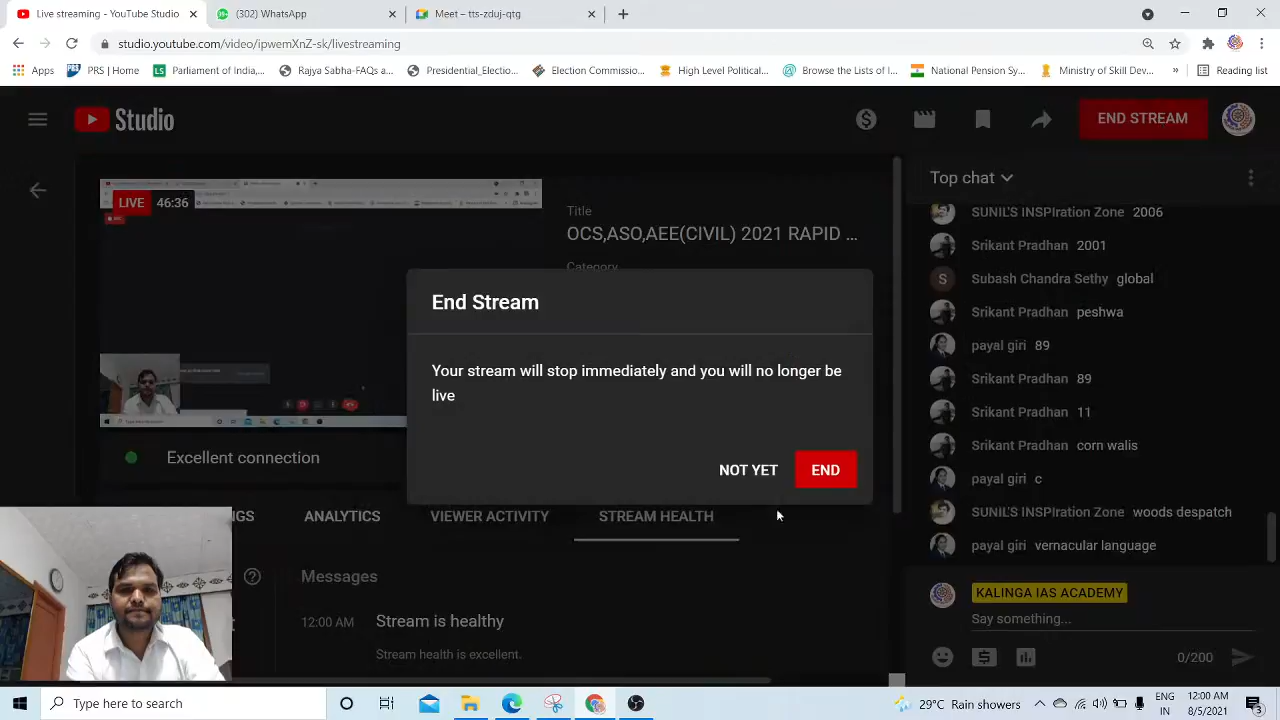 Live streaming - YouTube Studio
(302) WhatsApp
Meet – tts-zduj-qtg
studio.youtube.com/video/ipwemXnZ-sk/livestreaming
Apps
PRS | Home
Parliament of India,...
Rajya Sabha-FAQs a...
Presidential_Electio...
Election Commissio...
High Level Political...
Browse the Lists of I...
National Pension Sy...
Ministry of Skill Dev...
»
Reading list
Studio
END STREAM
LIVE 46:36
Title
OCS,ASO,AEE(CIVIL) 2021 RAPID ...
Category
Top chat
SUNIL'S INSPIration Zone 2006
Srikant Pradhan 2001
S Subash Chandra Sethy global
Srikant Pradhan peshwa
payal giri 89
Srikant Pradhan 89
Srikant Pradhan 11
Srikant Pradhan corn walis
payal giri c
SUNIL'S INSPIration Zone woods despatch
payal giri vernacular language
End Stream
Your stream will stop immediately and you will no longer be
live
NOT YET
END
Excellent connection
NGS
ANALYTICS
VIEWER ACTIVITY
STREAM HEALTH
Messages
12:00 AM Stream is healthy
Stream health is excellent.
KALINGA IAS ACADEMY
Say something...
0/200
Type here to search
29°C Rain showers
ENG
IN
12:00 AM
8/5/2021
3